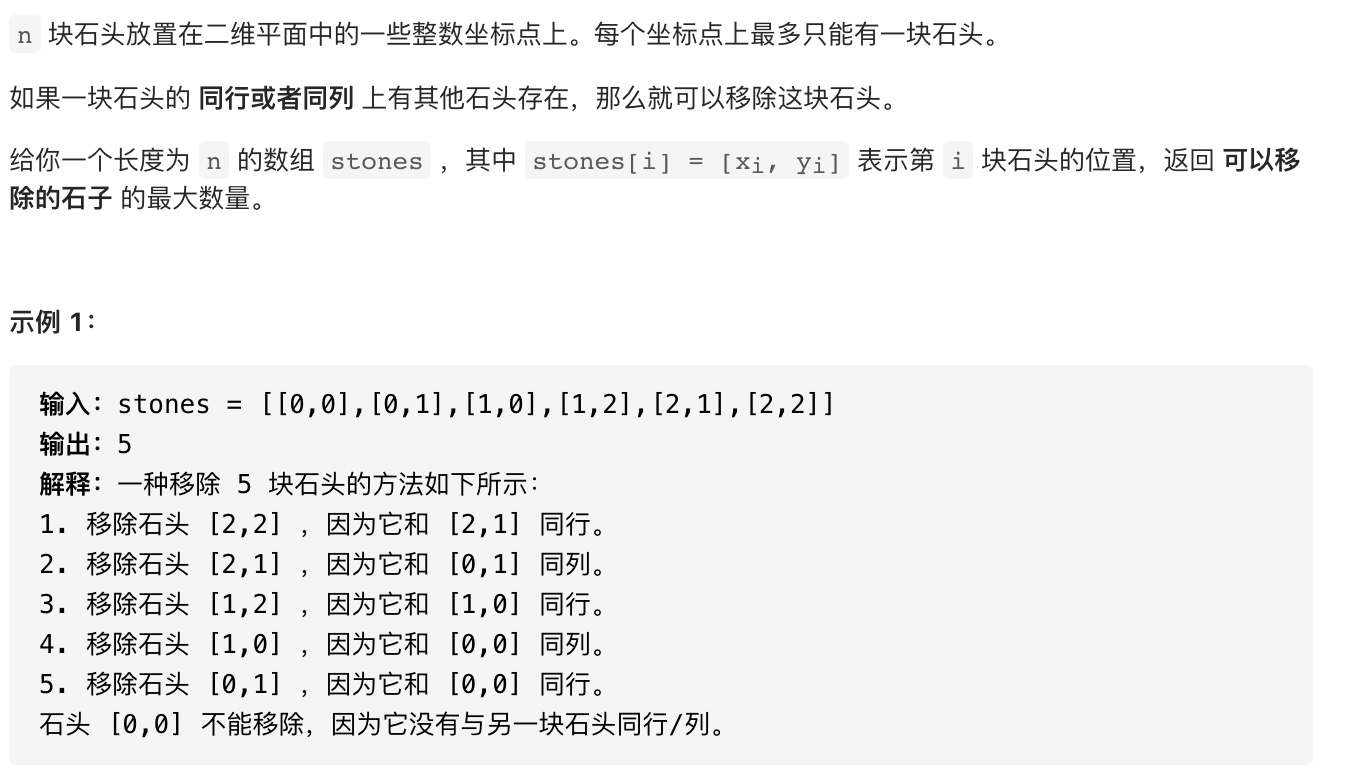 n 块石头放置在二维平面中的一些整数坐标点上。每个坐标点上最多只能有一块石头。
如果一块石头的 同行或者同列 上有其他石头存在，那么就可以移除这块石头。
给你一个长度为 n 的数组 stones ，其中 stones[i] = [xi, yi] 表示第 i 块石头的位置，返回 可以移
除的石子 的最大数量。
示例 1：
输入：stones = [[0,0],[0,1],[1,0],[1,2],[2,1],[2,2]]
输出：5
解释：一种移除 5 块石头的方法如下所示：
1. 移除石头 [2,2] ，因为它和 [2,1] 同行。
2. 移除石头 [2,1] ，因为它和 [0,1] 同列。
3. 移除石头 [1,2] ，因为它和 [1,0] 同行。
4. 移除石头 [1,0] ，因为它和 [0,0] 同列。
5. 移除石头 [0,1] ，因为它和 [0,0] 同行。
石头 [0,0] 不能移除，因为它没有与另一块石头同行/列。